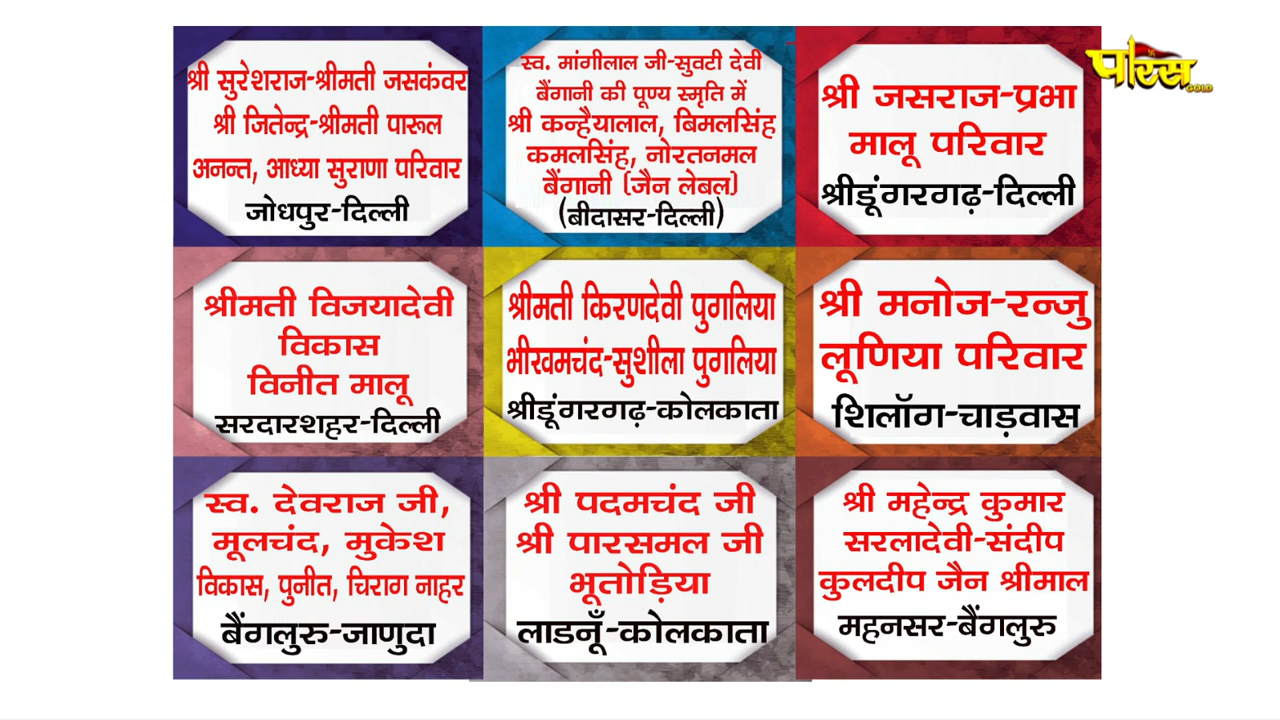 श्री सुरेशराज-श्रीमती जसकंवर
श्री जितेन्द्र-श्रीमती पारूल
अनन्त, आध्या सुराणा परिवार
जोधपुर-दिल्ली
स्व. मांगीलाल जी-सुवटी देवी
बैंगानी की पूण्य स्मृति में
श्री कन्हैयालाल, बिमलसिंह
कमलसिंह, नोरतनमल
बैंगानी (जैन लेबल)
(बीदासर-दिल्ली)
श्री जसराज-प्रभा
मालू परिवार
श्रीडूंगरगढ़-दिल्ली
पारस
GOLD
श्रीमती विजयादेवी
विकास
विनीत मालू
सरदारशहर-दिल्ली
श्रीमती किरणदेवी पुगलिया
भीखमचंद-सुशीला पुगलिया
श्रीडूंगरगढ़-कोलकाता
श्री मनोज-रन्जु
लूणिया परिवार
शिलॉग-चाड़वास
स्व. देवराज जी,
मूलचंद, मुकेश
विकास, पुनीत, चिराग नाहर
बैंगलुरु-जाणुदा
श्री पदमचंद जी
श्री पारसमल जी
भूतोड़िया
लाडनूँ-कोलकाता
श्री महेन्द्र कुमार
सरलादेवी-संदीप
कुलदीप जैन श्रीमाल
महनसर-बैंगलुरु